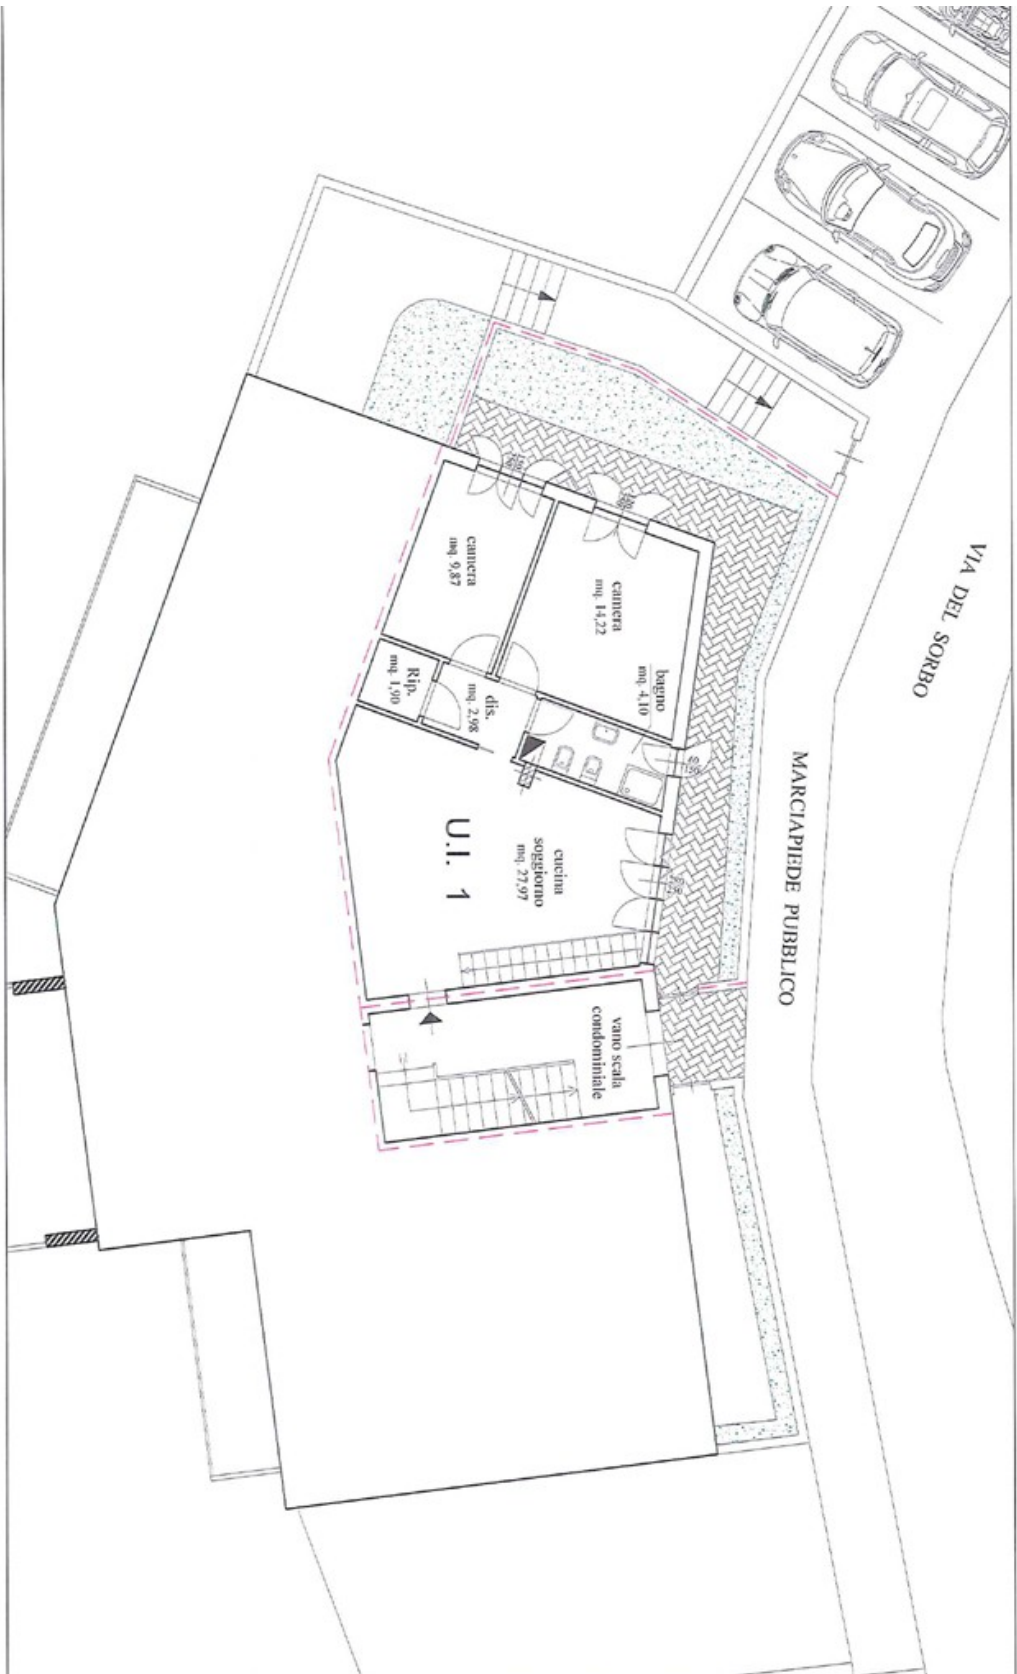 VIA DEL SORBO
MARCIAPIEDE PUBBLICO
camera
mq. 9,87
camera
mq. 14,22
bagno
mq. 4,10
Rip.
mq. 1,90
dis.
mq. 2,98
cucina
soggiorno
mq. 27,97
U.I. 1
vano scala
condominiale